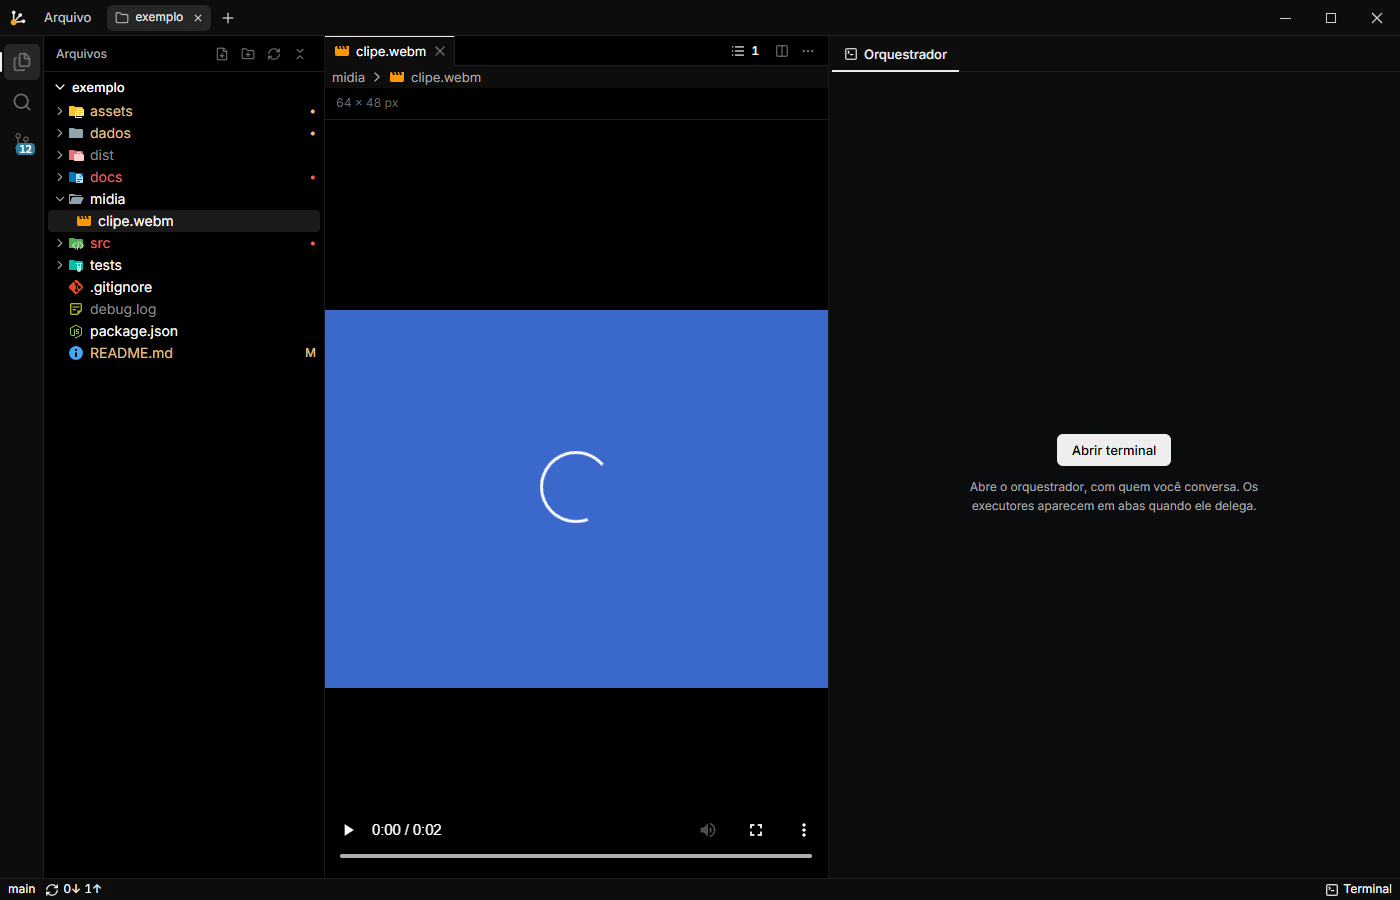 Arquivo
exemplo
Arquivos
clipe.webm
1
Orquestrador
midia
clipe.webm
64 × 48 px
exemplo
assets
dados
dist
docs
midia
clipe.webm
src
tests
.gitignore
debug.log
package.json
README.md M
12
Abrir terminal
Abre o orquestrador, com quem você conversa. Os
executores aparecem em abas quando ele delega.
0:00 / 0:02
main 0↓ 1↑
Terminal